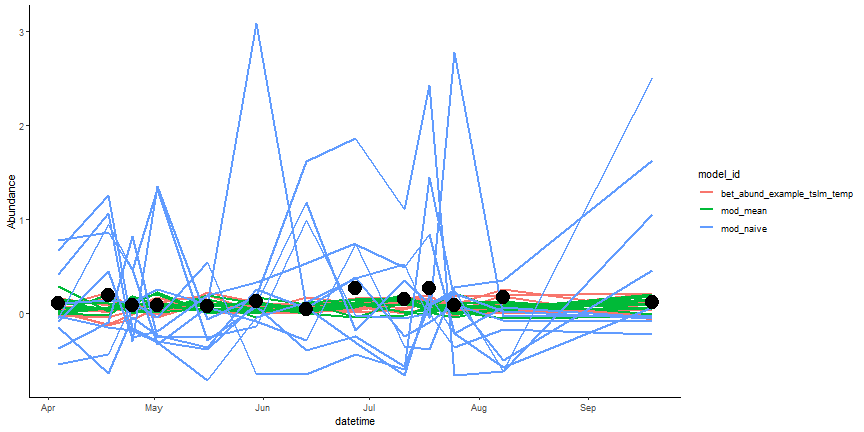 3
2
1
0
Abundance
Apr
May
Jun
Jul
Aug
Sep
datetime
model_id
bet_abund_example_tslm_temp
mod_mean
mod_naive